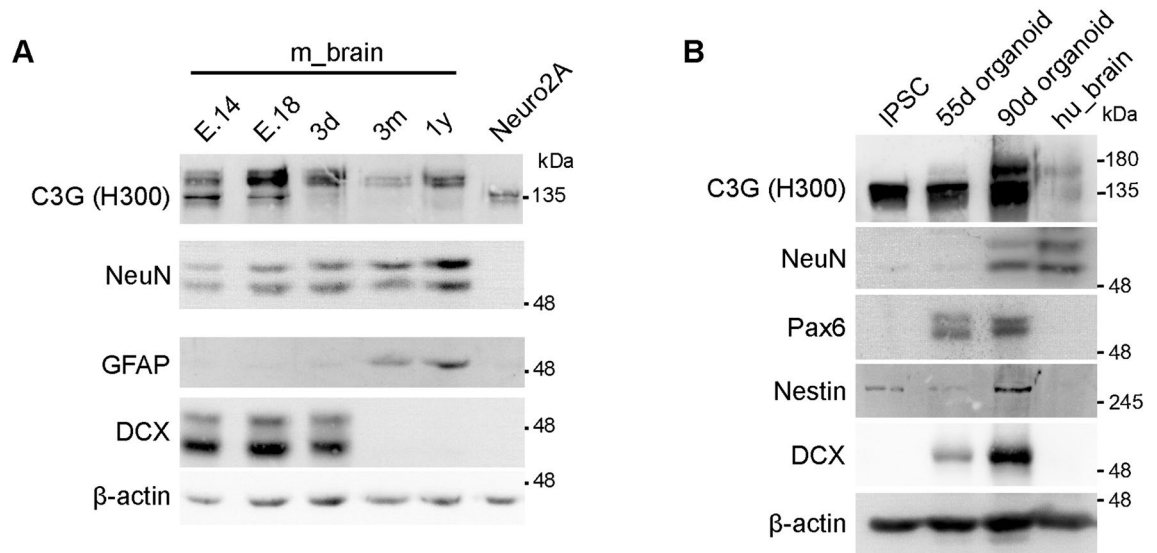 A
m_brain
E.14 E.18 3d 3m 1y Neuro2A
kDa
C3G (H300) 135
NeuN
48
GFAP 48
DCX 48
48
β-actin
B
IPSC 55d organoid 90d organoid hu_brain
kDa
180
C3G (H300) 135
NeuN
48
Pax6
48
Nestin 245
DCX
48
48
β-actin